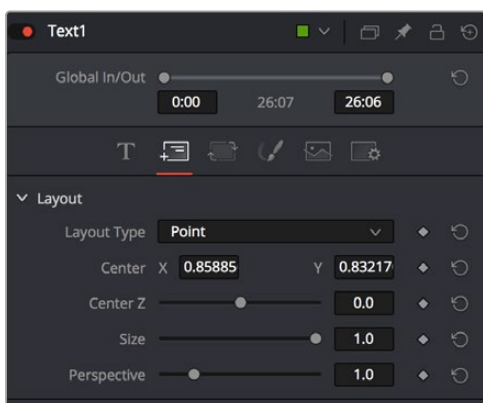 Text1
Global In/Out
0:00 26:07 26:06
T
Layout
Layout Type Point
Center X 0.85885 Y 0.83217
Center Z 0.0
Size 1.0
Perspective 1.0